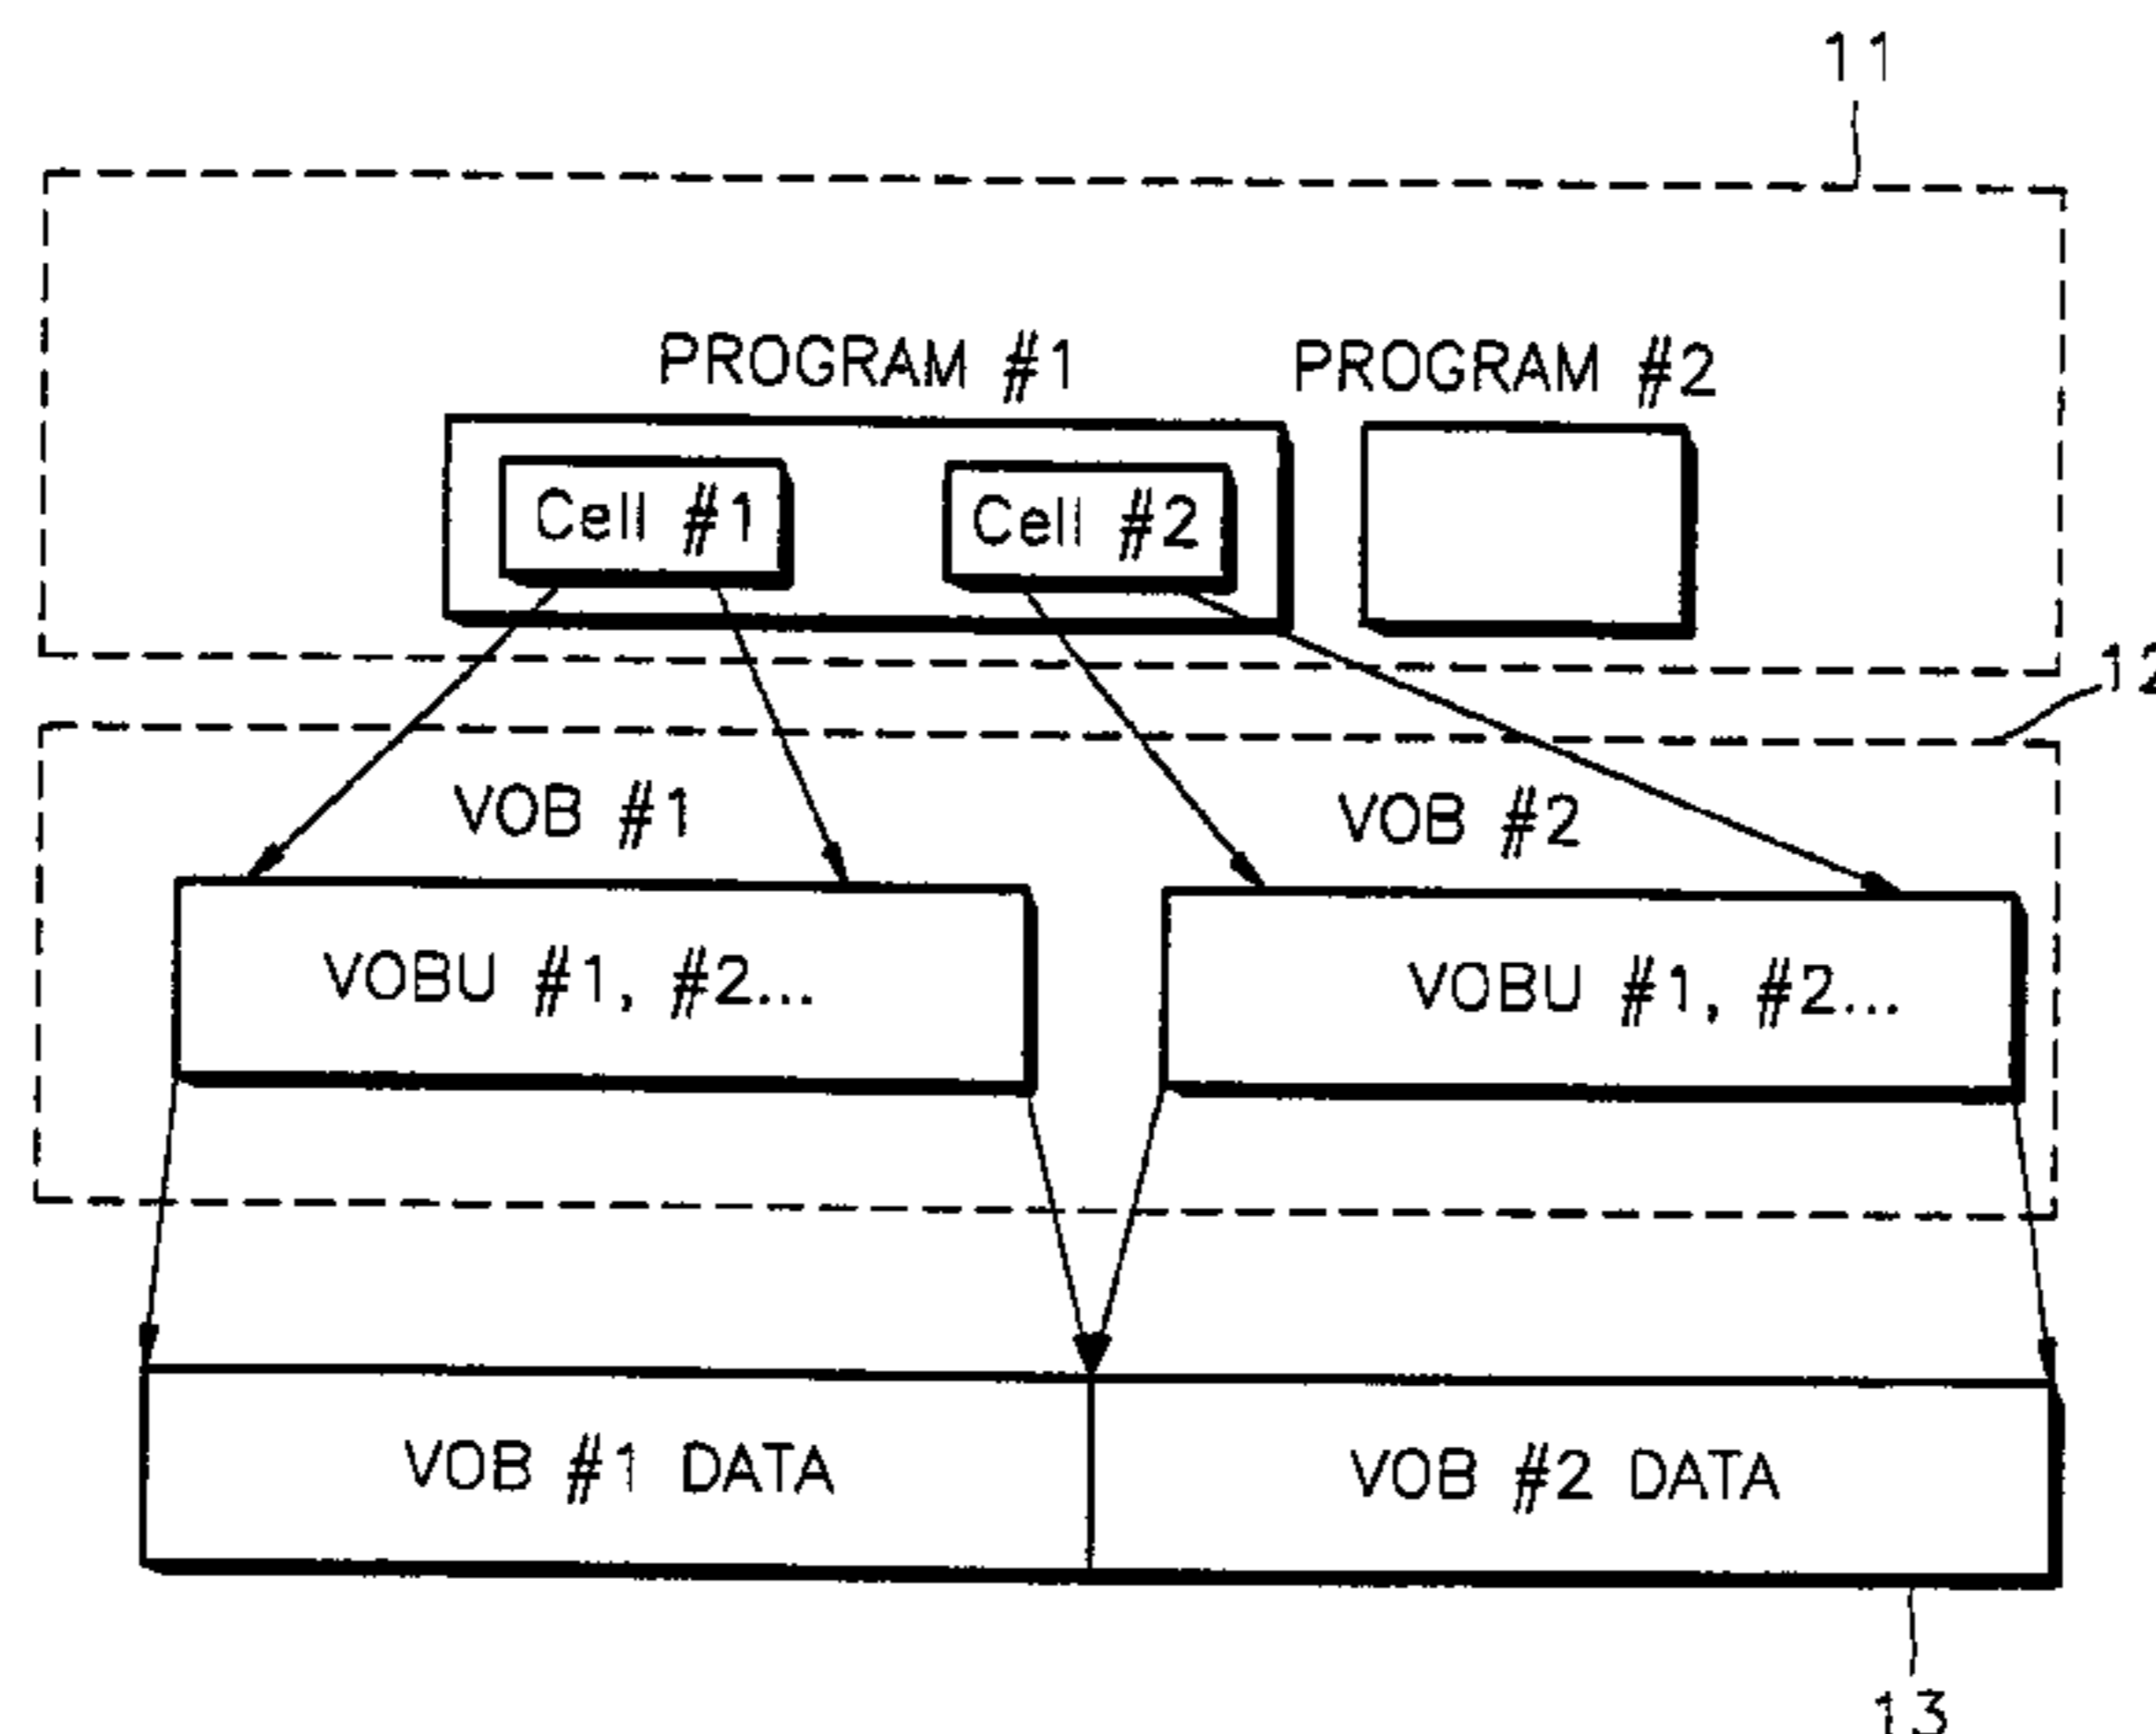 11
PROGRAM #1
PROGRAM #2
Cell #1
Cell #2
12
VOB #1
VOB #2
VOBU #1, #2...
VOBU #1, #2...
VOB #1 DATA
VOB #2 DATA
13